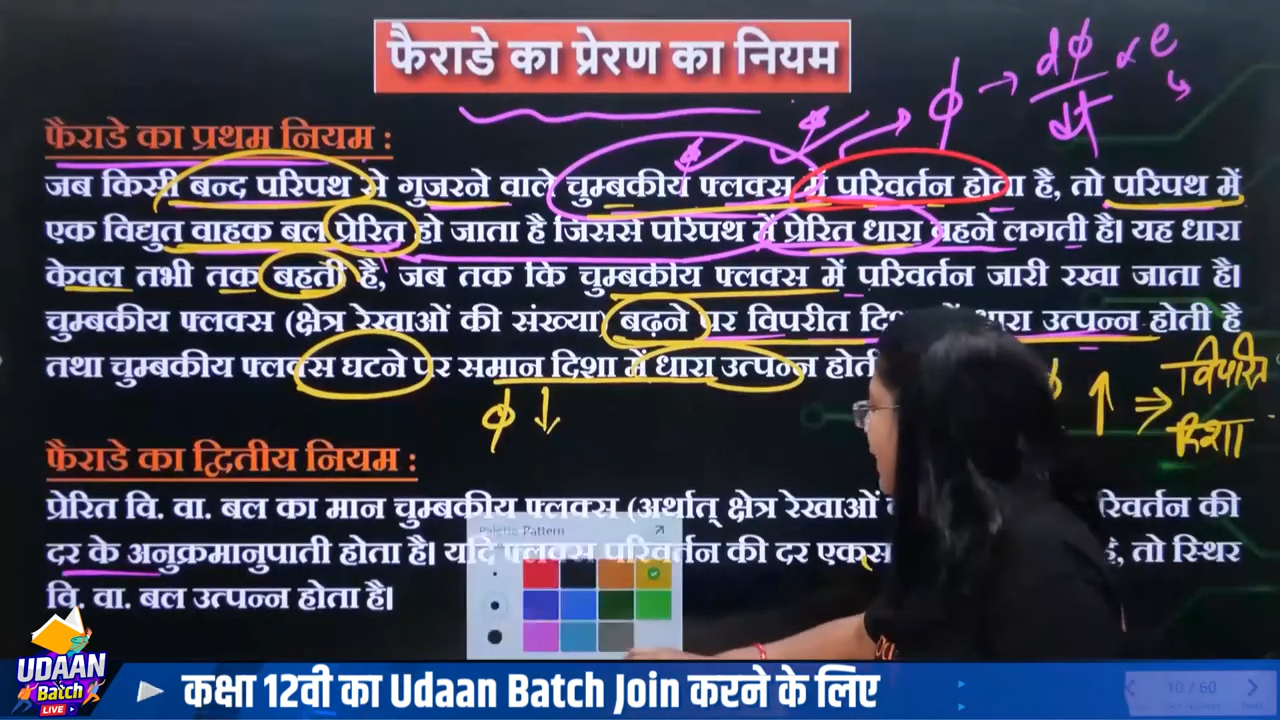 फैराडे का प्रेरण का नियम
ϕ → dϕ/dt ∝ e
फैराडे का प्रथम नियम :
ϕ
ϕ
जब किसी बन्द परिपथ से गुजरने वाले चुम्बकीय फ्लक्स में परिवर्तन होता है, तो परिपथ में
एक विद्युत वाहक बल प्रेरित हो जाता है जिससे परिपथ में प्रेरित धारा बहने लगती है। यह धारा
केवल तभी तक बहती है, जब तक कि चुम्बकीय फ्लक्स में परिवर्तन जारी रखा जाता है।
चुम्बकीय फ्लक्स (क्षेत्र रेखाओं की संख्या) बढ़ने पर विपरीत धारा उत्पन्न होती है
तथा चुम्बकीय फ्लक्स घटने पर समान दिशा में धारा उत्पन्न होती
ϕ ↓
ϕ ↑ ⇒ विपरित
दिशा
फैराडे का द्वितीय नियम :
प्रेरित वि. वा. बल का मान चुम्बकीय फ्लक्स (अर्थात् क्षेत्र रेखाओं रिवर्तन की
दर के अनुक्रमानुपाती होता है। यदि फ्लक्स परिवर्तन की दर एकस है, तो स्थिर
वि. वा. बल उत्पन्न होता है।
Palette Pattern
UDAAN
Batch
LIVE
कक्षा 12वी का Udaan Batch Join करने के लिए
10 / 60